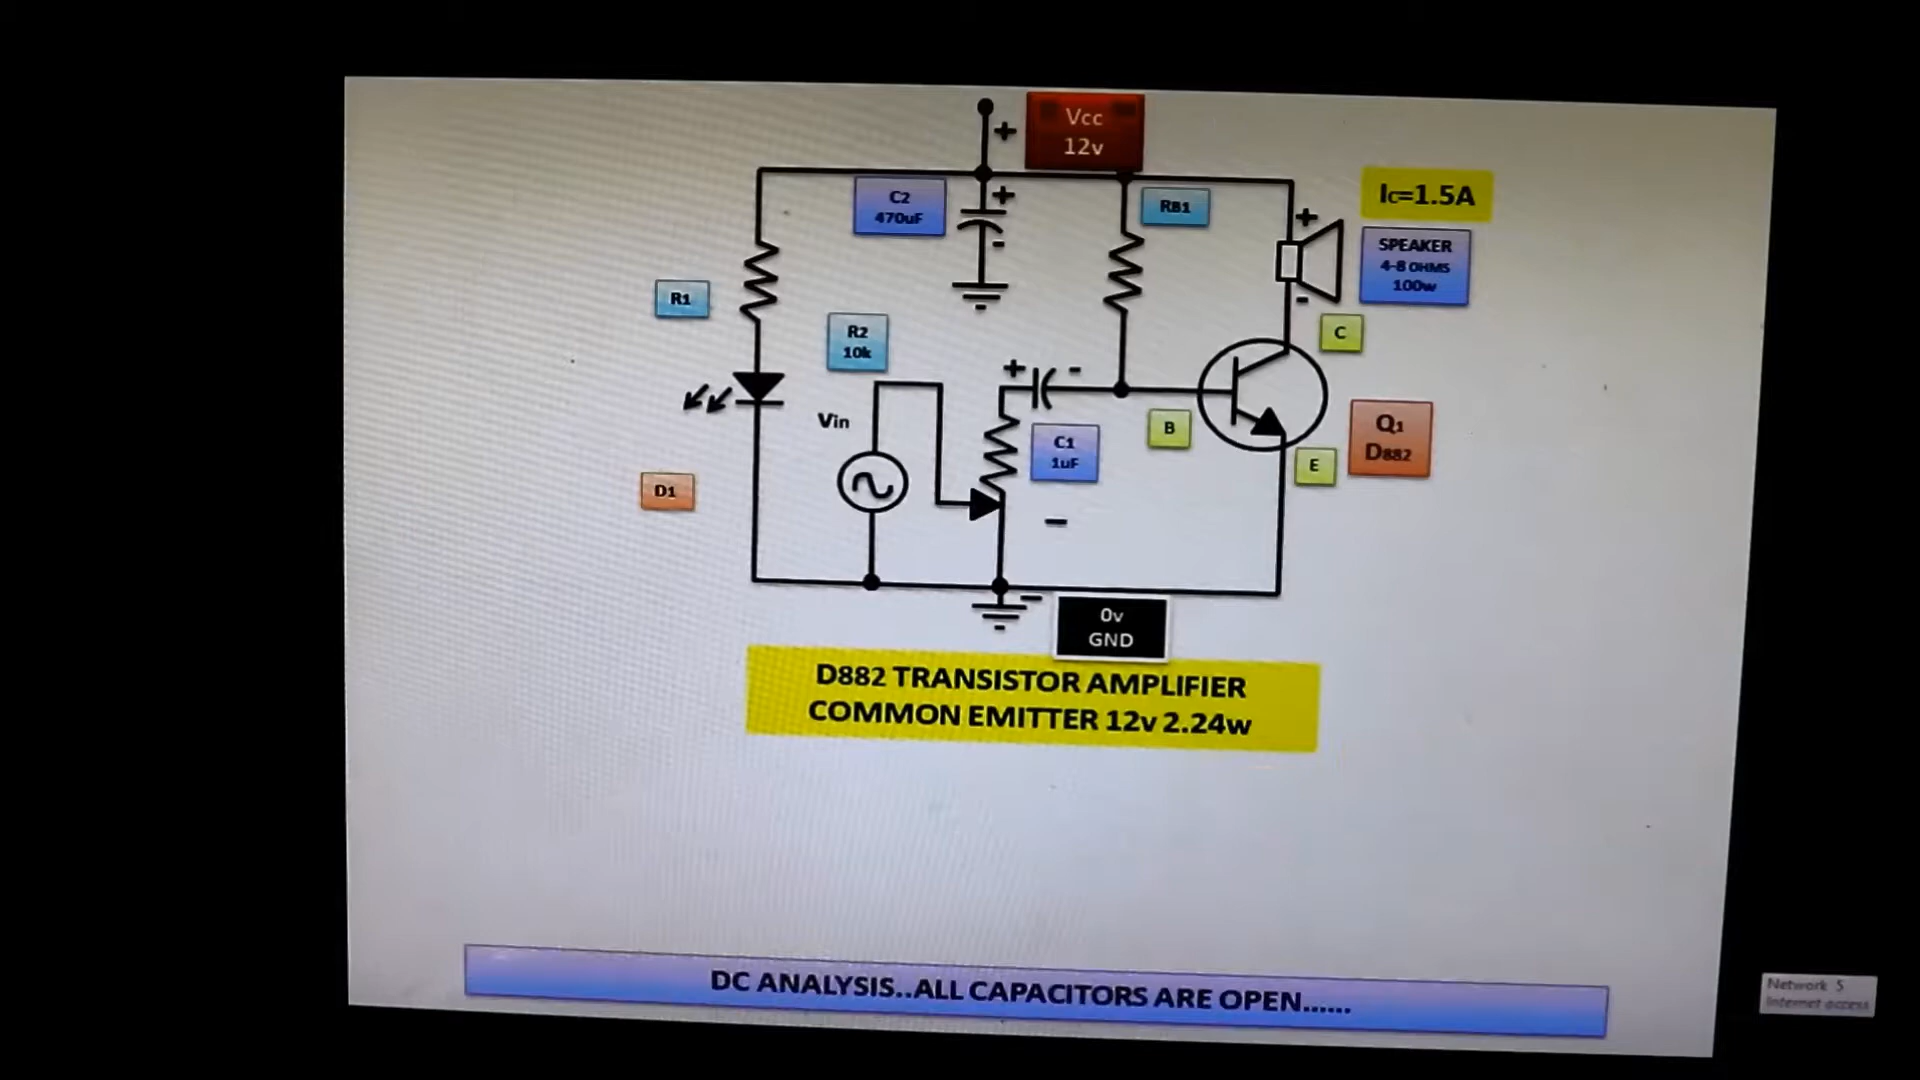 Vcc
12v
Ic=1.5A
C2
470uF
RB1
SPEAKER
4-8 OHMS
100w
R1
R2
10k
C
Vin
C1
1uF
B
Q1
D882
E
D1
0v
GND
D882 TRANSISTOR AMPLIFIER
COMMON EMITTER 12v 2.24w
DC ANALYSIS..ALL CAPACITORS ARE OPEN......
Network 5
Internet access